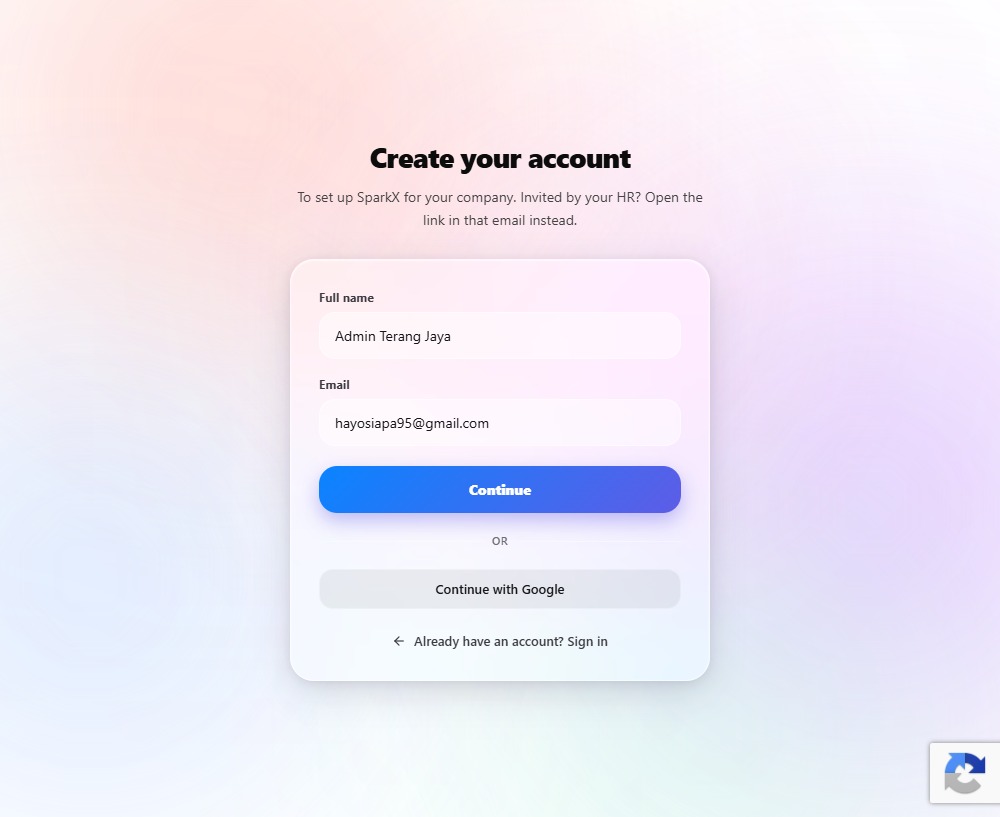 Create your account
To set up SparkX for your company. Invited by your HR? Open the
link in that email instead.
Full name
Admin Terang Jaya
Email
hayosiapa95@gmail.com
Continue
OR
Continue with Google
← Already have an account? Sign in